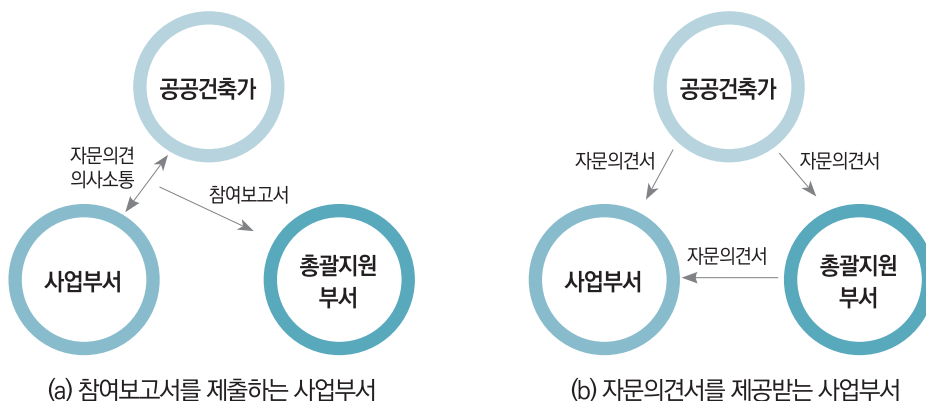 공공건축가
자문의견
의사소통
참여보고서
사업부서
총괄지원
부서
(a) 참여보고서를 제출하는 사업부서
공공건축가
자문의견서
자문의견서
사업부서
자문의견서
총괄지원
부서
(b) 자문의견서를 제공받는 사업부서